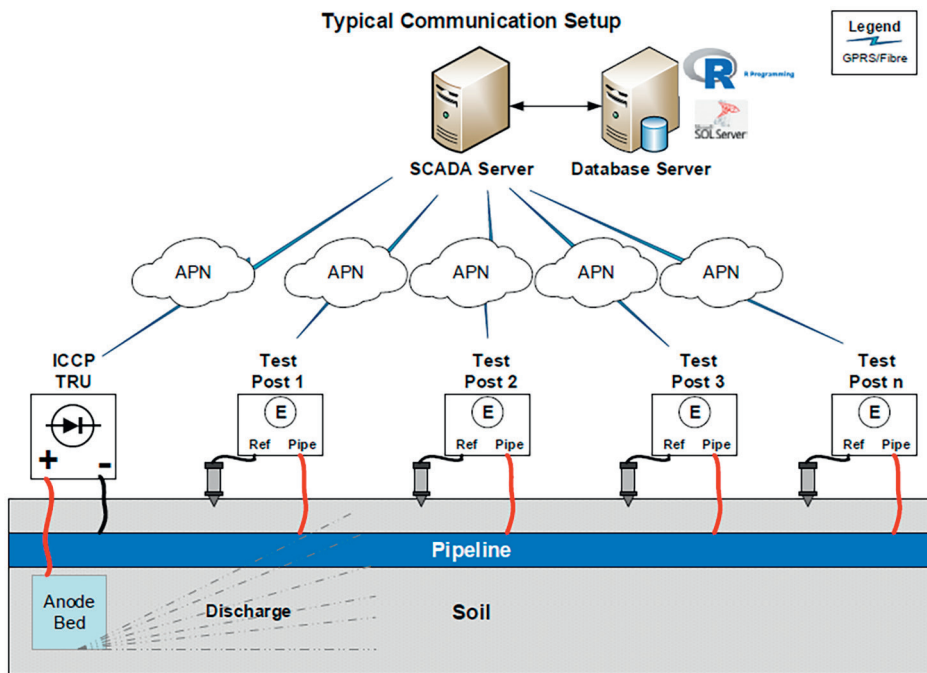 Typical Communication Setup
Legend
GPRS/Fibre
R
R Programming
Microsoft
SQL Server
SCADA Server
Database Server
APN
APN
APN
APN
APN
ICCP
TRU
Test
Post 1
Test
Post 2
Test
Post 3
Test
Post n
E
E
E
E
Ref Pipe
Ref Pipe
Ref Pipe
Ref Pipe
+ -
Pipeline
Anode
Bed
Discharge
Soil